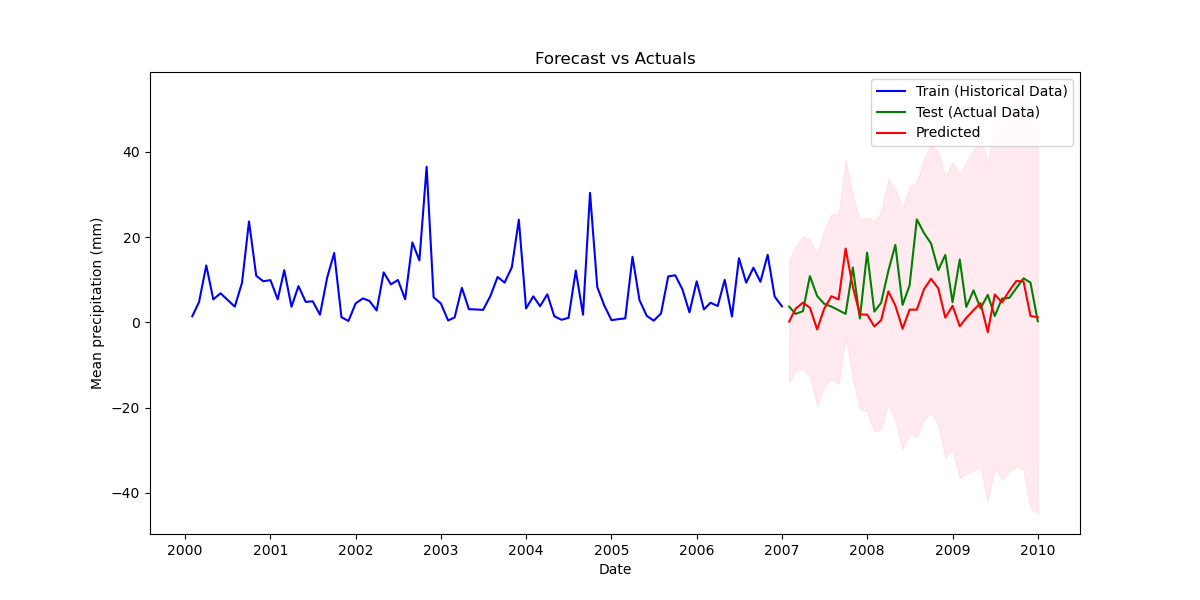 Forecast vs Actuals
Train (Historical Data)
Test (Actual Data)
Predicted
Mean precipitation (mm)
40
20
0
−20
−40
2000 2001 2002 2003 2004 2005 2006 2007 2008 2009 2010
Date